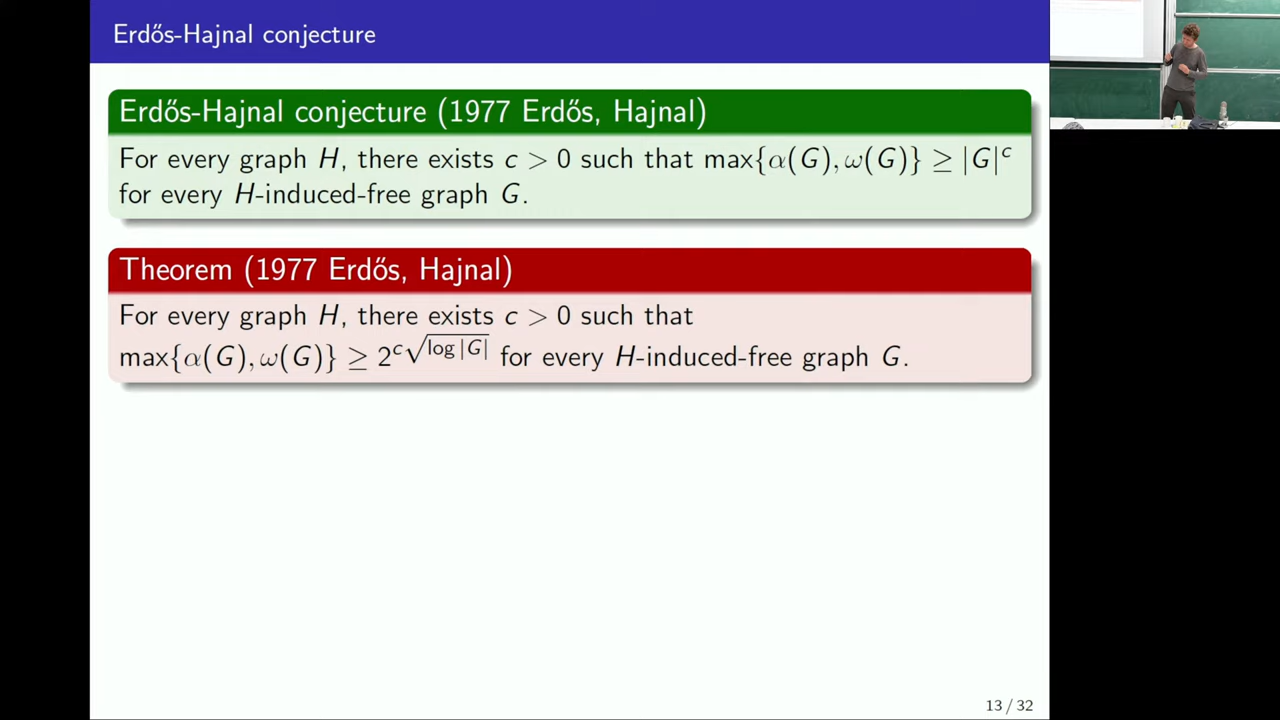 Erdős-Hajnal conjecture
Erdős-Hajnal conjecture (1977 Erdős, Hajnal)
For every graph H, there exists c > 0 such that max{α(G), ω(G)} ≥ |G|^c
for every H-induced-free graph G.
Theorem (1977 Erdős, Hajnal)
For every graph H, there exists c > 0 such that
max{α(G), ω(G)} ≥ 2^{c√log |G|} for every H-induced-free graph G.
13 / 32